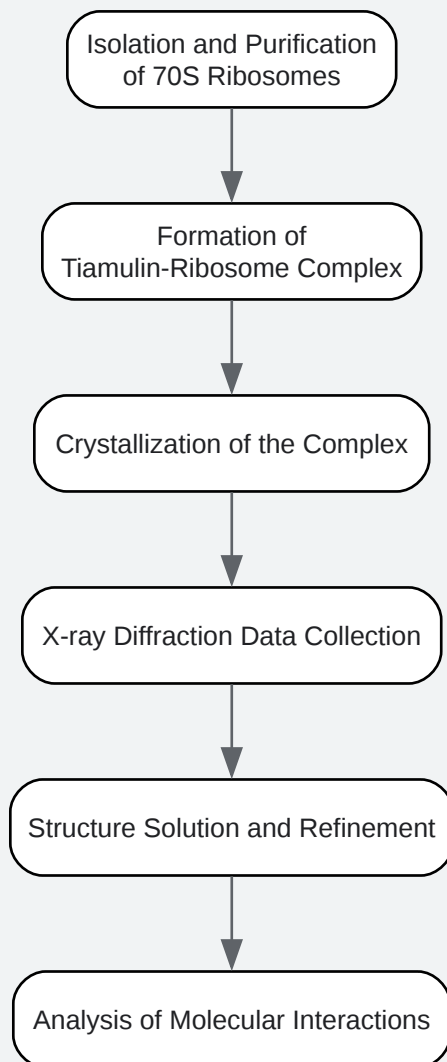 Isolation and Purification
of 70S Ribosomes
Formation of
Tiamulin-Ribosome Complex
Crystallization of the Complex
X-ray Diffraction Data Collection
Structure Solution and Refinement
Analysis of Molecular Interactions